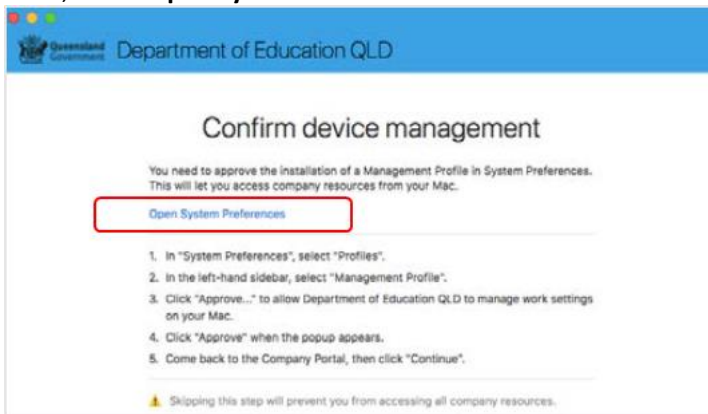 Queensland
Government
Department of Education QLD
Confirm device management
You need to approve the installation of a Management Profile in System Preferences.
This will let you access company resources from your Mac.
Open System Preferences
1. In "System Preferences", select "Profiles".
2. In the left-hand sidebar, select "Management Profile".
3. Click "Approve..." to allow Department of Education QLD to manage work settings
on your Mac.
4. Click "Approve" when the popup appears.
5. Come back to the Company Portal, then click "Continue".
Skipping this step will prevent you from accessing all company resources.